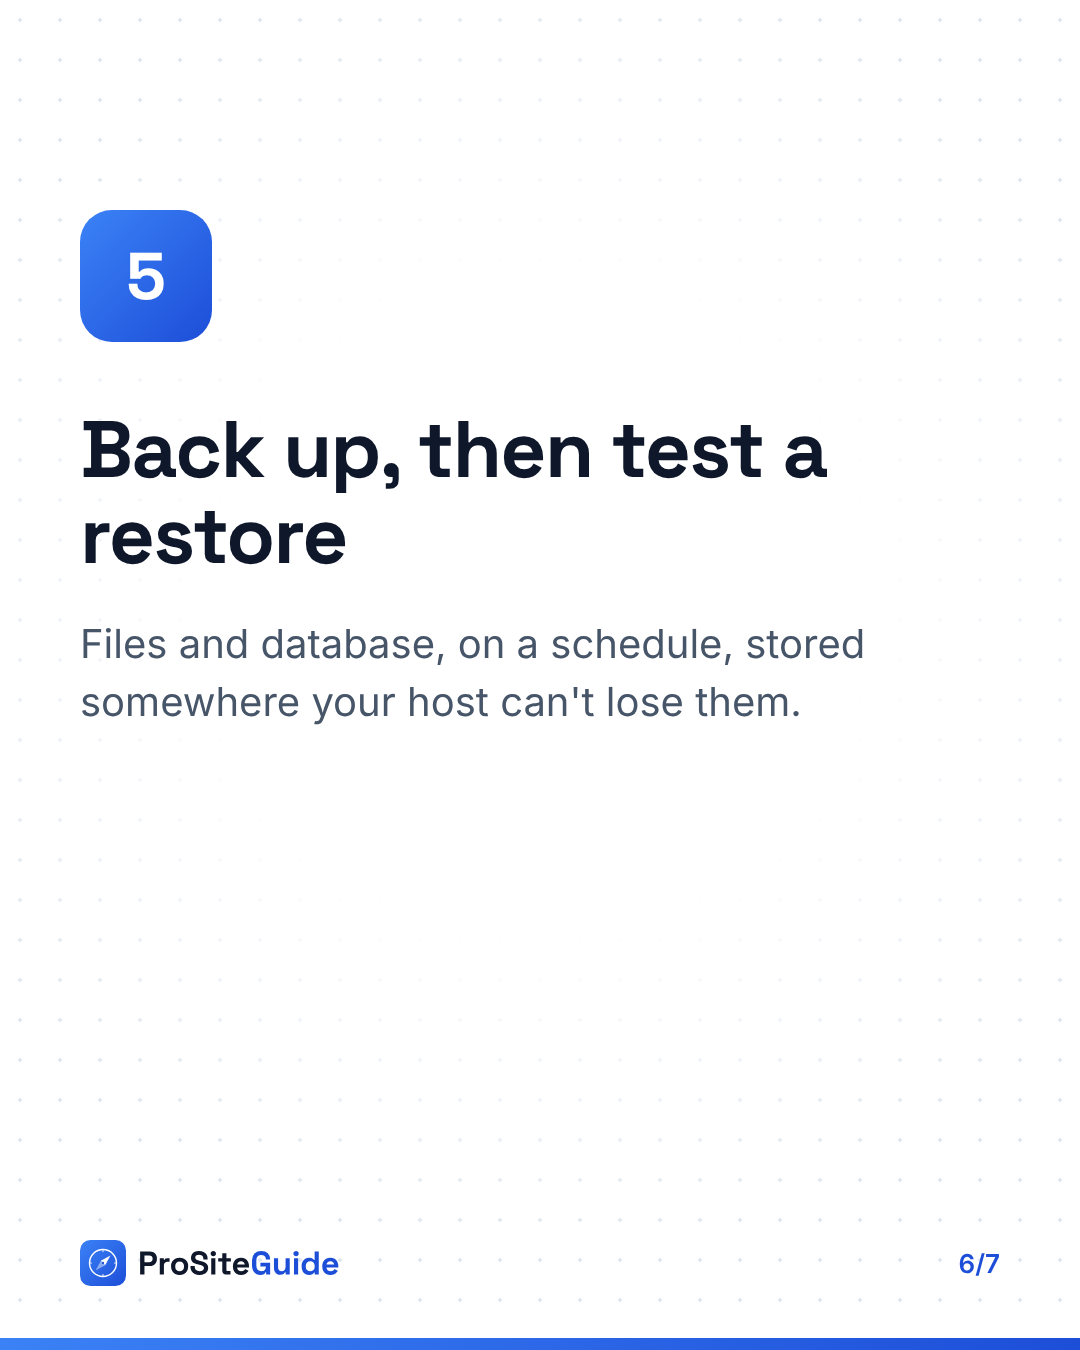 5
Back up, then test a
restore
Files and database, on a schedule, stored
somewhere your host can't lose them.
ProSiteGuide
6/7